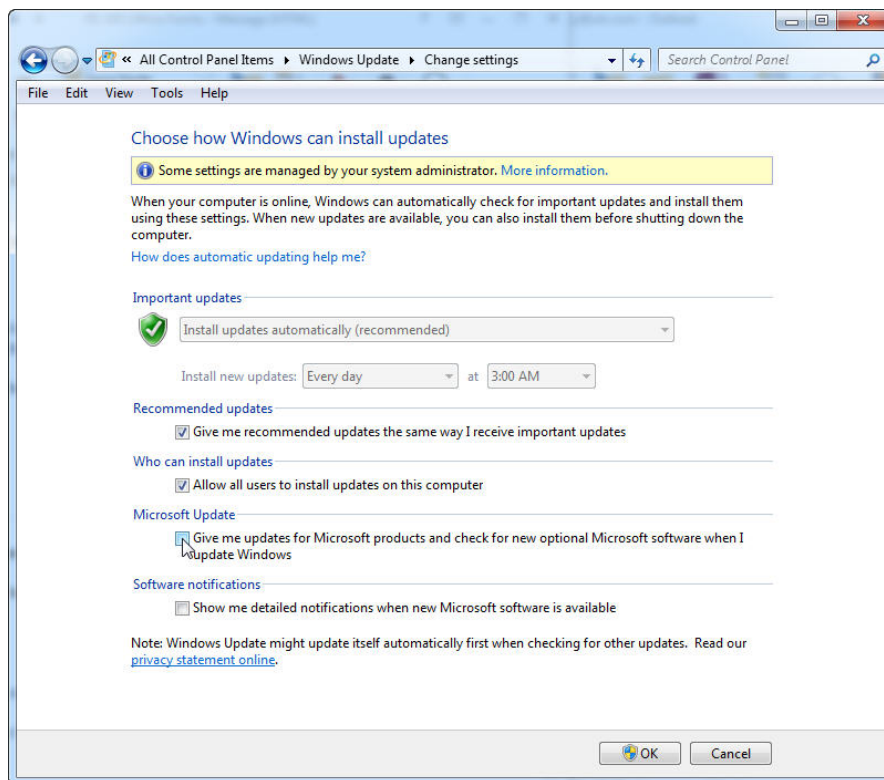 « All Control Panel Items ▸ Windows Update ▸ Change settings
Search Control Panel
File Edit View Tools Help
Choose how Windows can install updates
Some settings are managed by your system administrator. More information.
When your computer is online, Windows can automatically check for important updates and install them
using these settings. When new updates are available, you can also install them before shutting down the
computer.
How does automatic updating help me?
Important updates
Install updates automatically (recommended)
Install new updates: Every day at 3:00 AM
Recommended updates
Give me recommended updates the same way I receive important updates
Who can install updates
Allow all users to install updates on this computer
Microsoft Update
Give me updates for Microsoft products and check for new optional Microsoft software when I
update Windows
Software notifications
Show me detailed notifications when new Microsoft software is available
Note: Windows Update might update itself automatically first when checking for other updates. Read our
privacy statement online.
OK Cancel